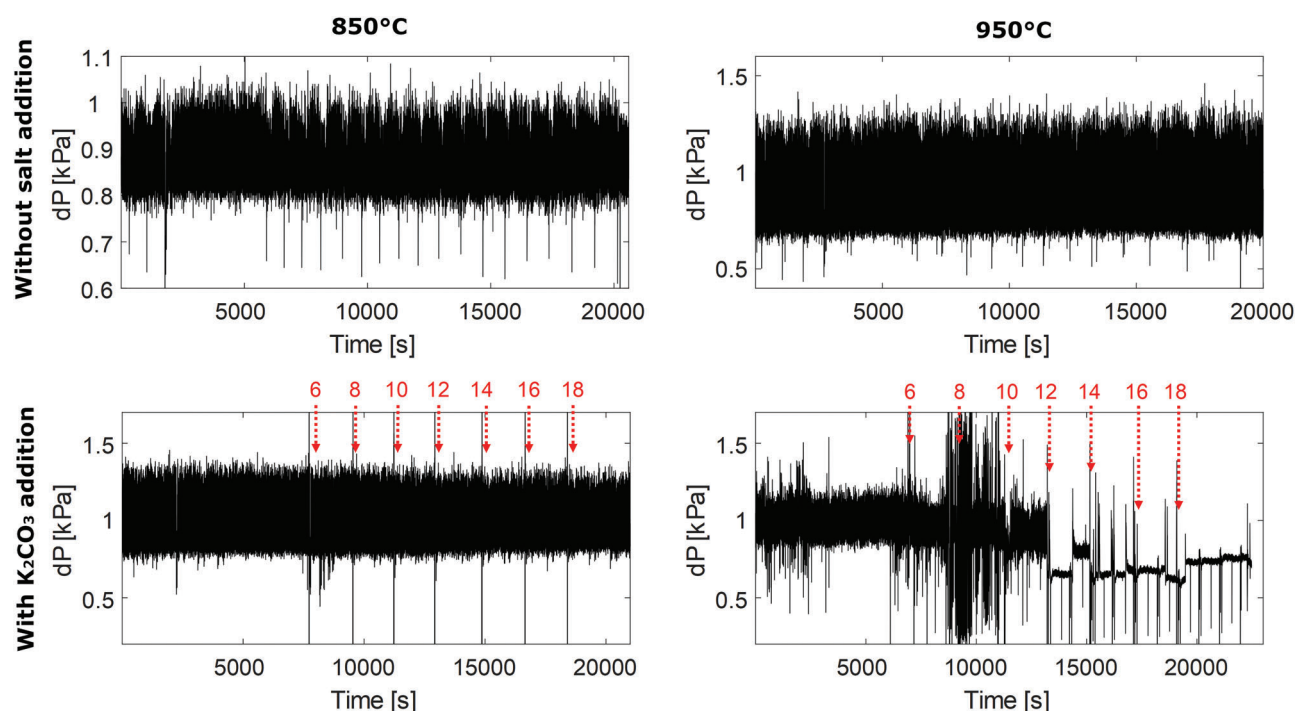 850°C
950°C
Without salt addition
dP [kPa]
1.1
1
0.9
0.8
0.7
0.6
5000 10000 15000 20000
Time [s]
dP [kPa]
1.5
1
0.5
5000 10000 15000 20000
Time [s]
With K₂CO₃ addition
6 8 10 12 14 16 18
dP [kPa]
1.5
1
0.5
5000 10000 15000 20000
Time [s]
6 8 10 12 14 16 18
dP [kPa]
1.5
1
0.5
5000 10000 15000 20000
Time [s]